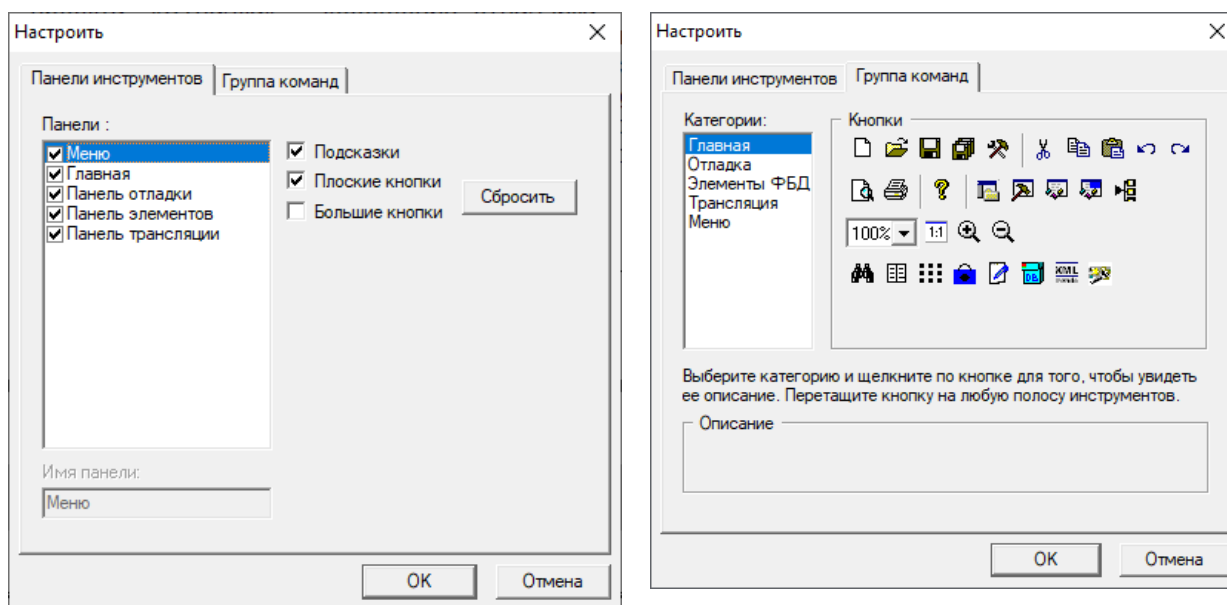 Настроить
Панели инструментов
Группа команд
Панели :
Меню
Главная
Панель отладки
Панель элементов
Панель трансляции
Подсказки
Плоские кнопки
Большие кнопки
Сбросить
Имя панели:
Меню
OK
Отмена
Настроить
Панели инструментов
Группа команд
Категории:
Главная
Отладка
Элементы ФБД
Трансляция
Меню
Кнопки
100%
1:1
DB
XML
Выберите категорию и щелкните по кнопке для того, чтобы увидеть
ее описание. Перетащите кнопку на любую полосу инструментов.
Описание
OK
Отмена